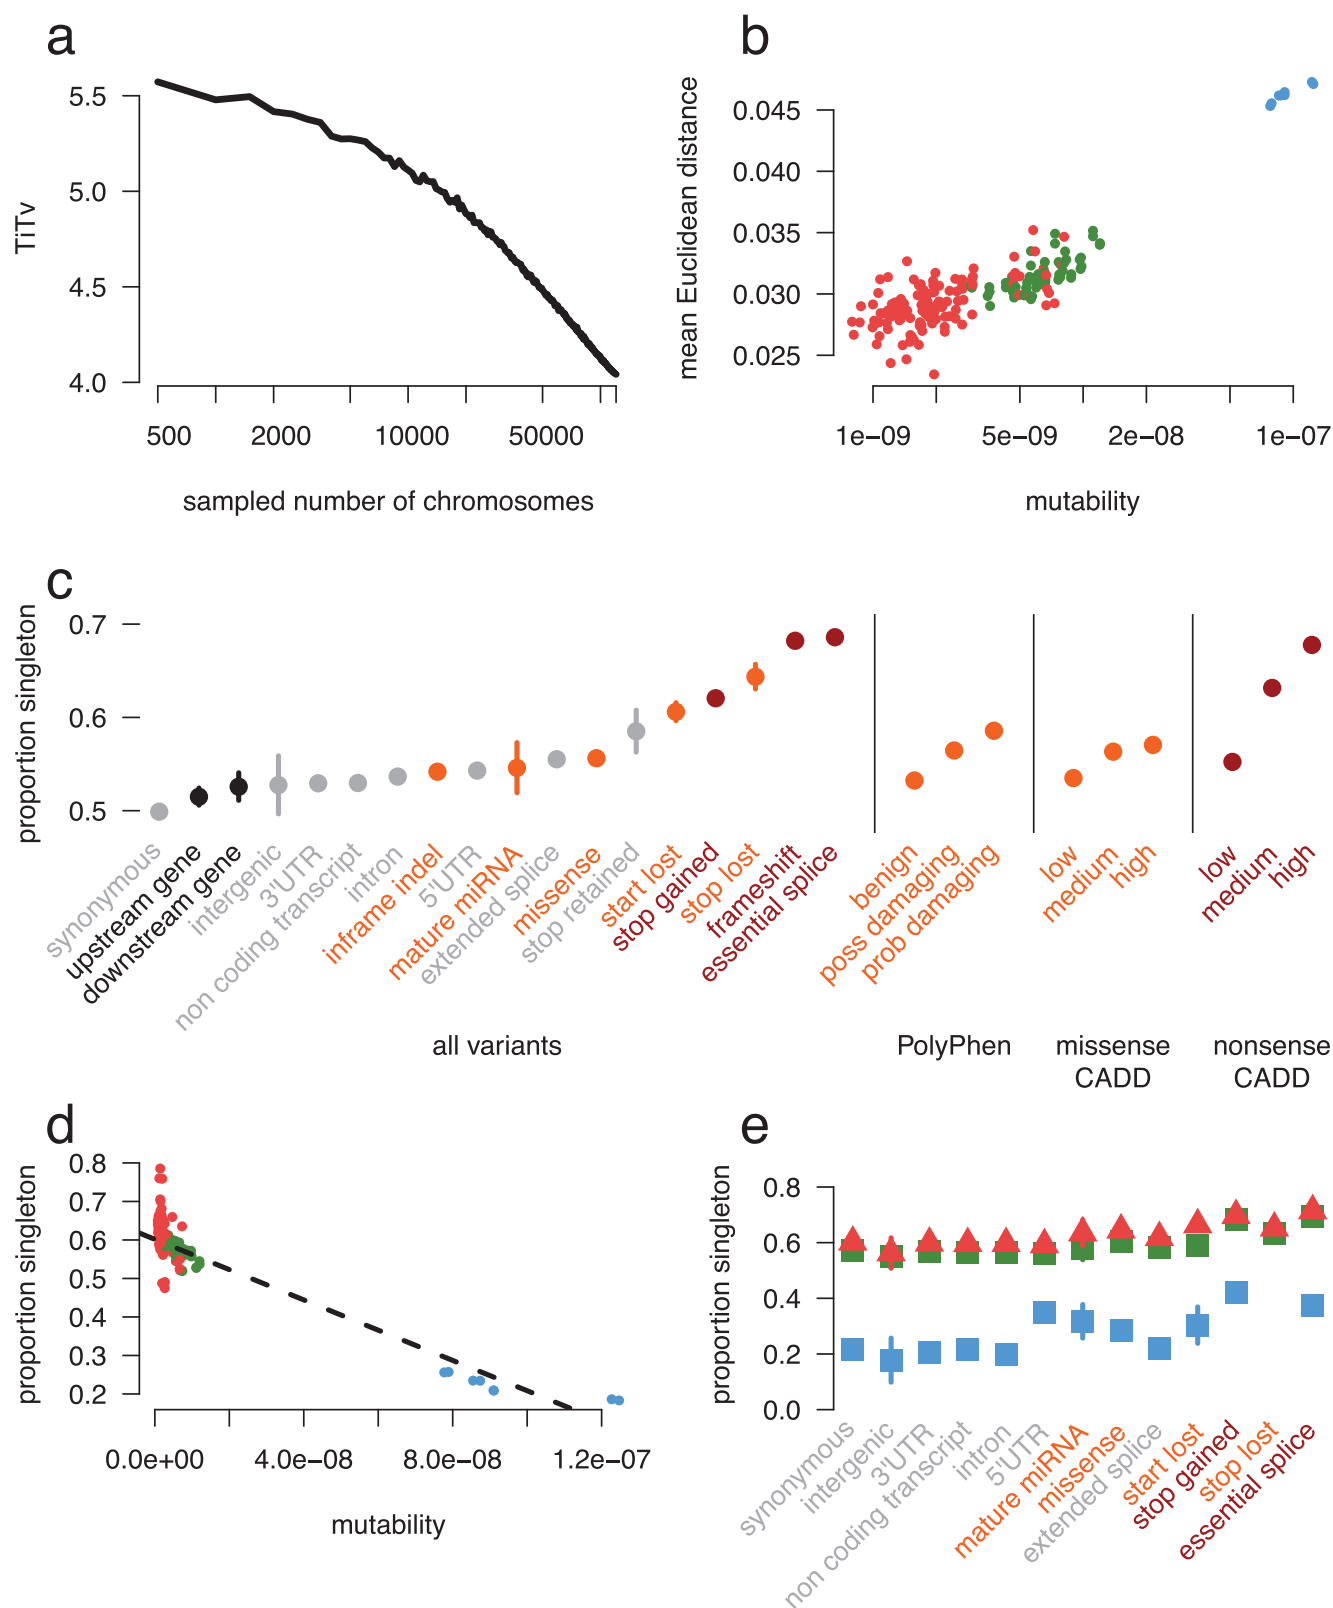 a
TiTv
5.5
5.0
4.5
4.0
500
2000
10000
50000
sampled number of chromosomes
b
mean Euclidean distance
0.045
0.040
0.035
0.030
0.025
1e−09
5e−09
2e−08
1e−07
mutability
c
proportion singleton
0.7
0.6
0.5
synonymous
upstream gene
downstream gene
intergenic
3'UTR
non coding transcript
intron
inframe indel
5'UTR
mature miRNA
extended splice
missense
stop retained
start lost
stop gained
stop lost
frameshift
essential splice
benign
poss damaging
prob damaging
low
medium
high
low
medium
high
all variants
PolyPhen
missense
CADD
nonsense
CADD
d
proportion singleton
0.8
0.7
0.6
0.5
0.4
0.3
0.2
0.0e+00
4.0e−08
8.0e−08
1.2e−07
mutability
e
proportion singleton
0.8
0.6
0.4
0.2
0.0
synonymous
intergenic
3'UTR
non coding transcript
intron
5'UTR
mature miRNA
missense
extended splice
start lost
stop gained
stop lost
essential splice